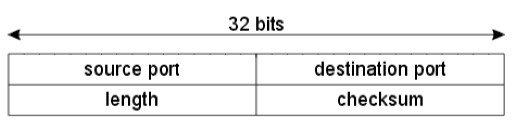 32 bits
source port destination port
length checksum